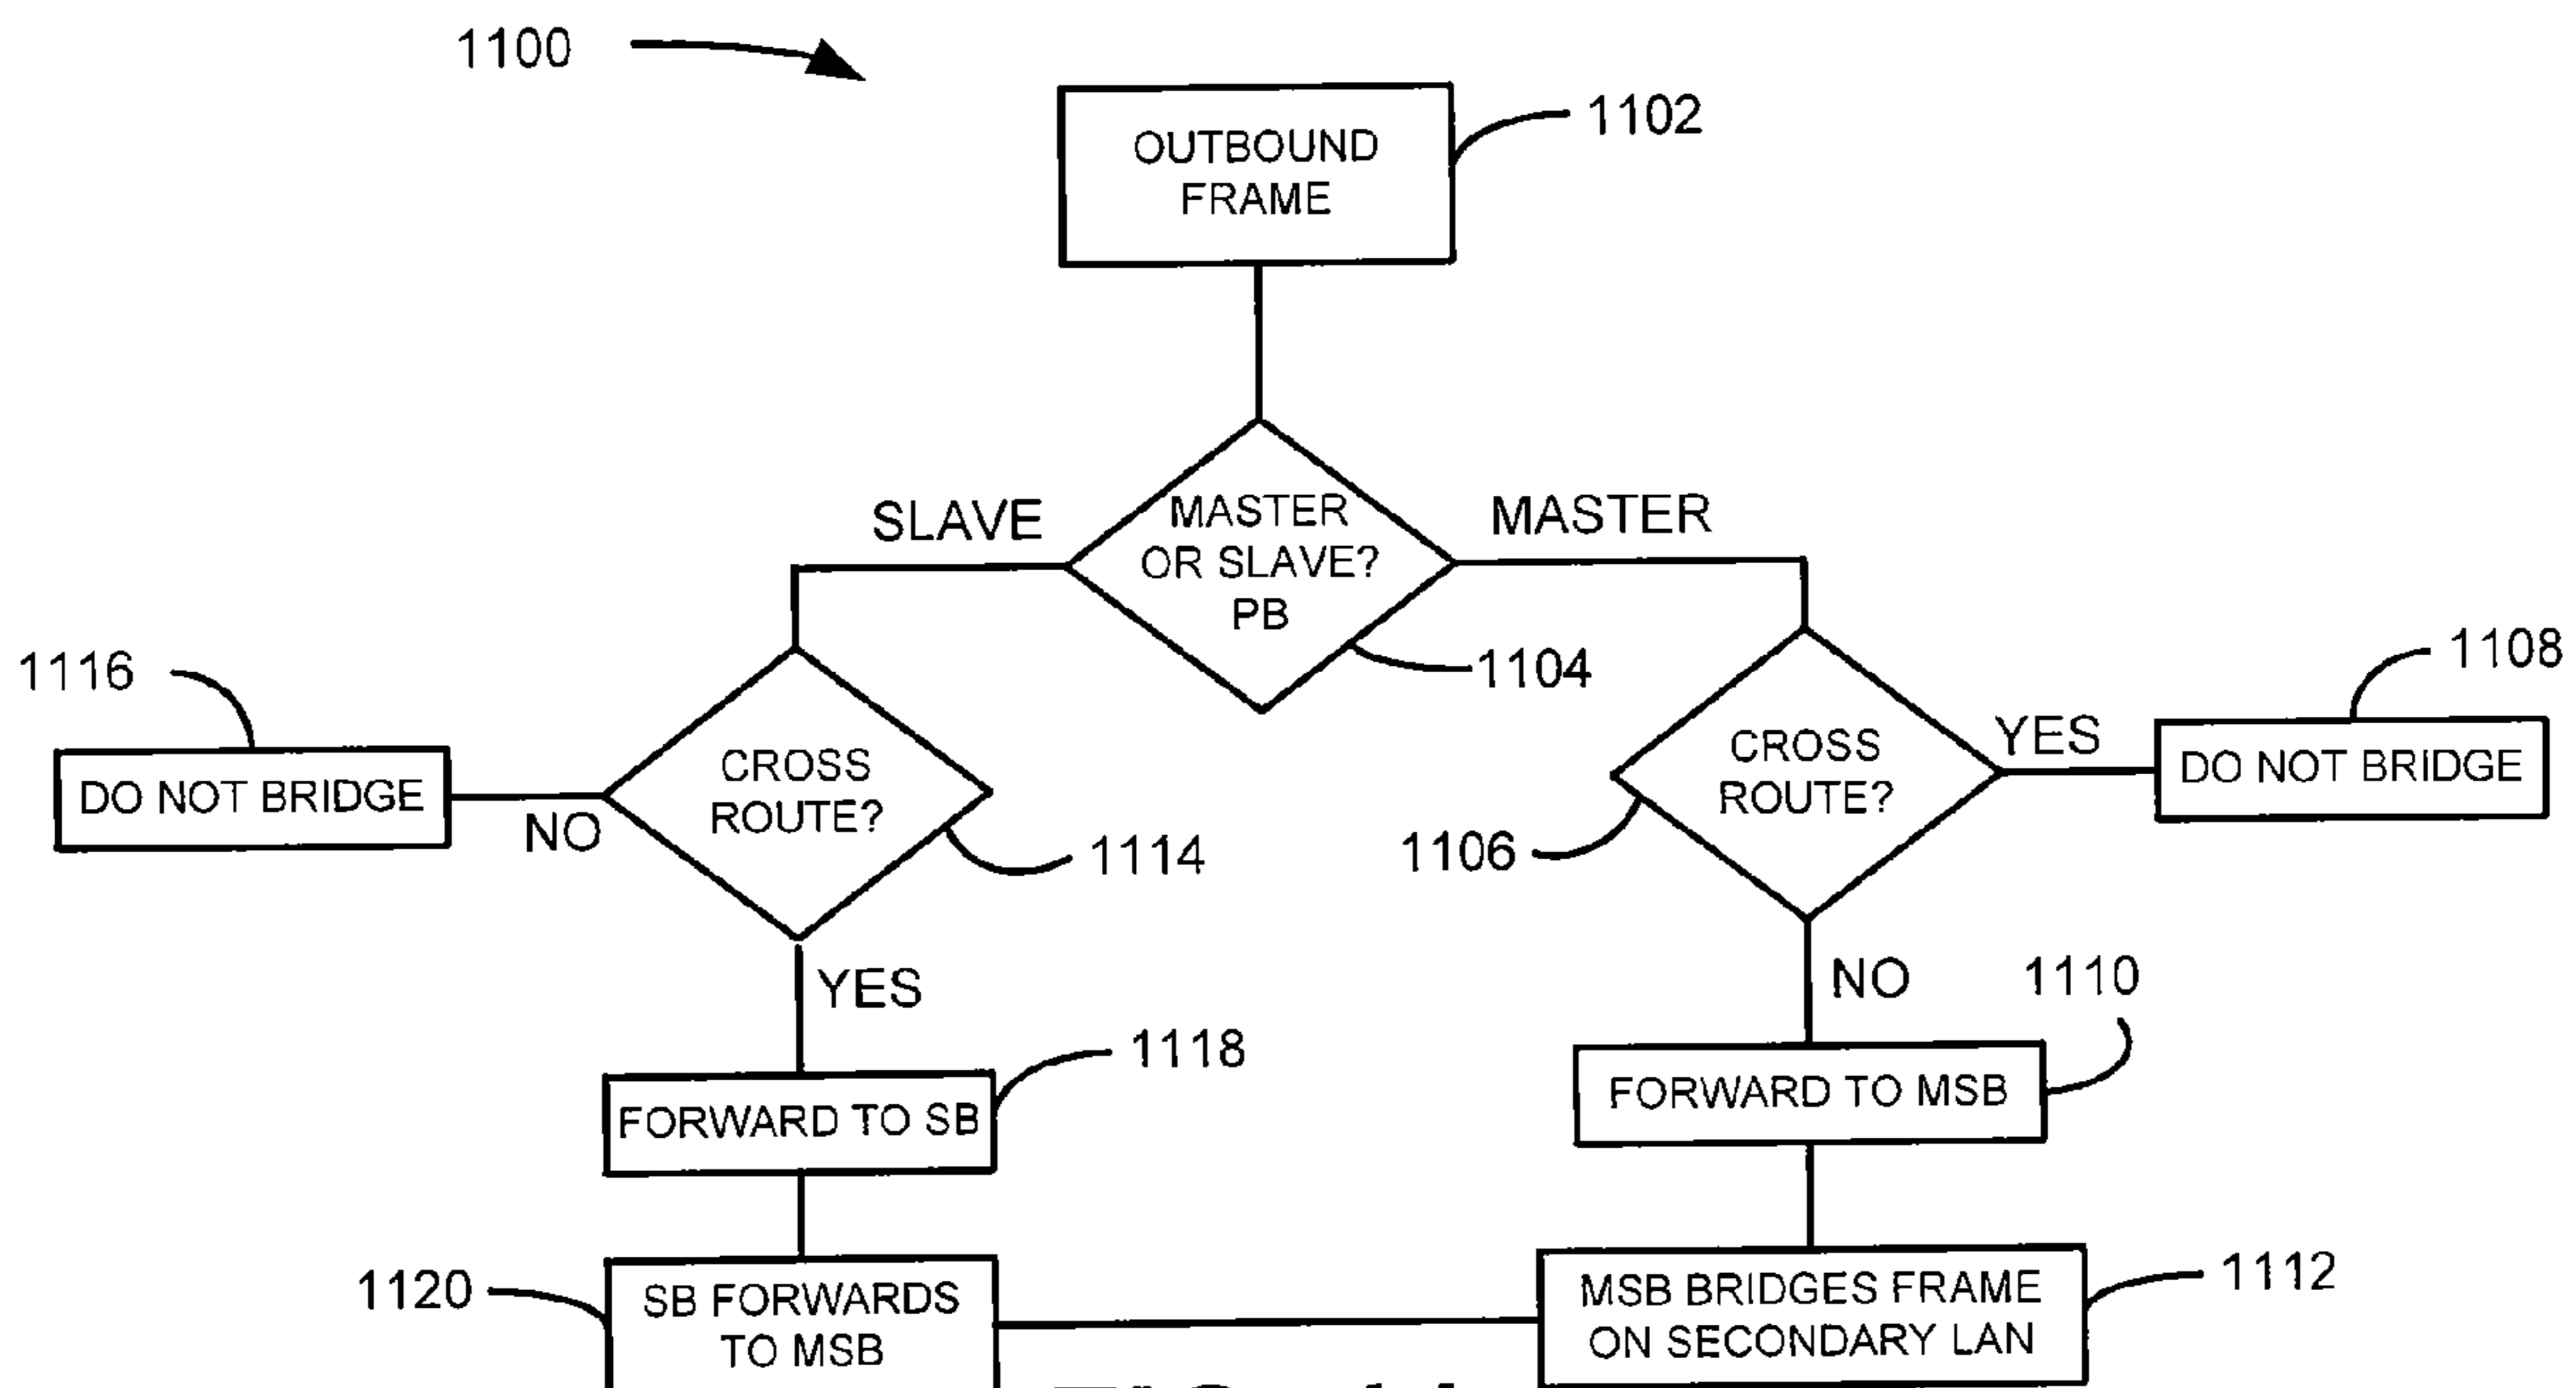 1100
OUTBOUND
FRAME
1102
SLAVE
MASTER
OR SLAVE?
PB
MASTER
1104
1116
DO NOT BRIDGE
NO
CROSS
ROUTE?
1114
1106
CROSS
ROUTE?
YES
1108
DO NOT BRIDGE
YES
NO
1110
1118
FORWARD TO SB
FORWARD TO MSB
1120
SB FORWARDS
TO MSB
MSB BRIDGES FRAME
ON SECONDARY LAN
1112